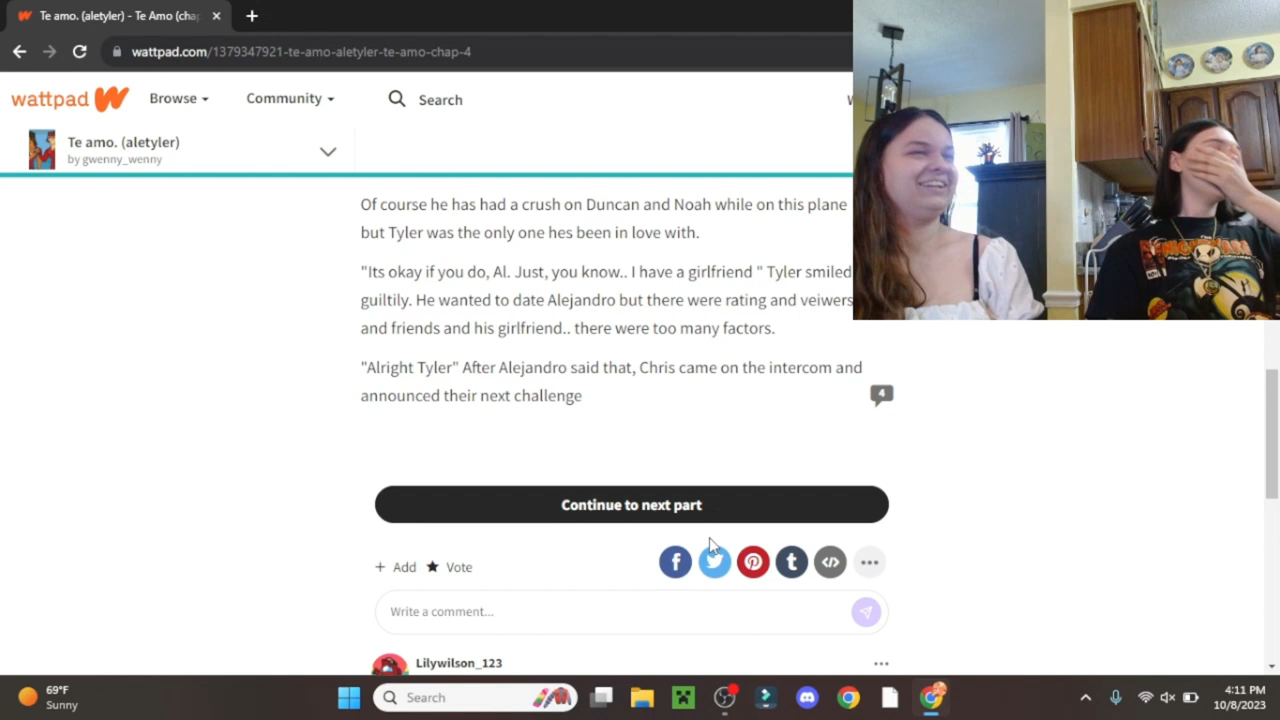 Te amo. (aletyler) - Te Amo (cha
wattpad.com/1379347921-te-amo-aletyler-te-amo-chap-4
wattpad Browse Community Search
Te amo. (aletyler)
by gwenny_wenny
Of course he has had a crush on Duncan and Noah while on this plane
but Tyler was the only one hes been in love with.
"Its okay if you do, Al. Just, you know.. I have a girlfriend " Tyler smiled
guiltily. He wanted to date Alejandro but there were rating and veiwers
and friends and his girlfriend.. there were too many factors.
"Alright Tyler" After Alejandro said that, Chris came on the intercom and
announced their next challenge
4
Continue to next part
+ Add Vote
Write a comment...
Lilywilson_123
69°F
Sunny
Search
4:11 PM
10/8/2023